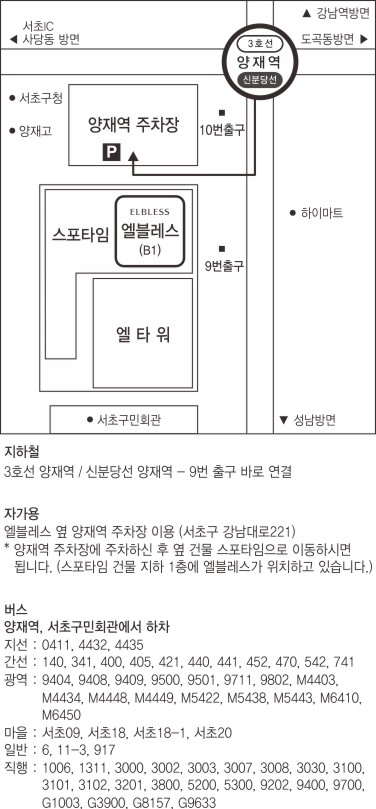 ▲ 강남역방면
서초IC
◀ 사당동 방면
3호선
양재역
신분당선
도곡동방면 ▶
● 서초구청
● 양재고
양재역 주차장
P
■
10번출구
● 하이마트
스포타임
ELBLESS
엘블레스
(B1)
■
9번출구
엘타워
● 서초구민회관
▼ 성남방면
지하철
3호선 양재역 / 신분당선 양재역 - 9번 출구 바로 연결
자가용
엘블레스 옆 양재역 주차장 이용 (서초구 강남대로221)
* 양재역 주차장에 주차하신 후 옆 건물 스포타임으로 이동하시면
됩니다. (스포타임 건물 지하 1층에 엘블레스가 위치하고 있습니다.)
버스
양재역, 서초구민회관에서 하차
지선 : 0411, 4432, 4435
간선 : 140, 341, 400, 405, 421, 440, 441, 452, 470, 542, 741
광역 : 9404, 9408, 9409, 9500, 9501, 9711, 9802, M4403,
M4434, M4448, M4449, M5422, M5438, M5443, M6410,
M6450
마을 : 서초09, 서초18, 서초18-1, 서초20
일반 : 6, 11-3, 917
직행 : 1006, 1311, 3000, 3002, 3003, 3007, 3008, 3030, 3100,
3101, 3102, 3201, 3800, 5200, 5300, 9202, 9400, 9700,
G1003, G3900, G8157, G9633